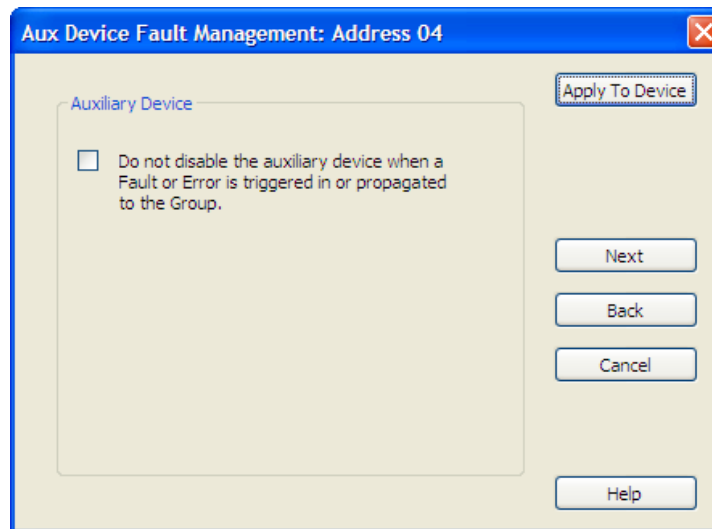 Aux Device Fault Management: Address 04
Apply To Device
Auxiliary Device
Do not disable the auxiliary device when a
Fault or Error is triggered in or propagated
to the Group.
Next
Back
Cancel
Help